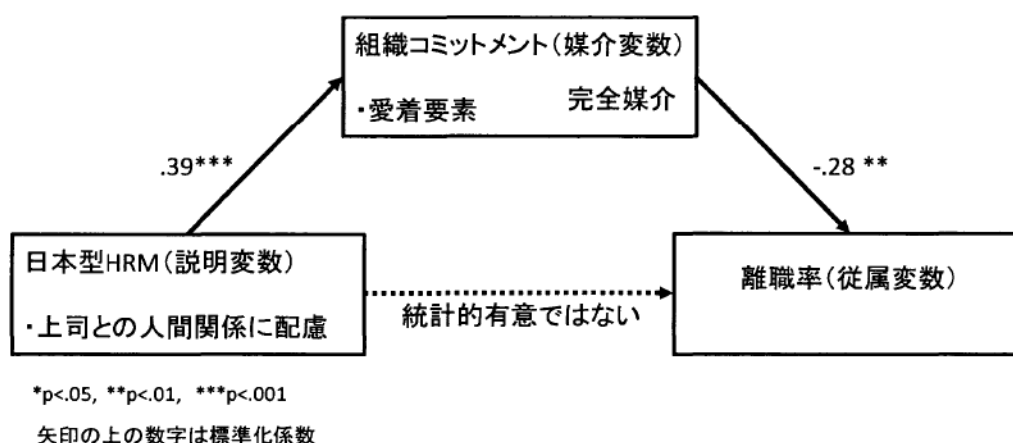 組織コミットメント(媒介変数)
・愛着要素
完全媒介
.39***
-.28 **
日本型HRM(説明変数)
・上司との人間関係に配慮
離職率(従属変数)
統計的有意ではない
*p<.05, **p<.01, ***p<.001
矢印の上の数字は標準化係数